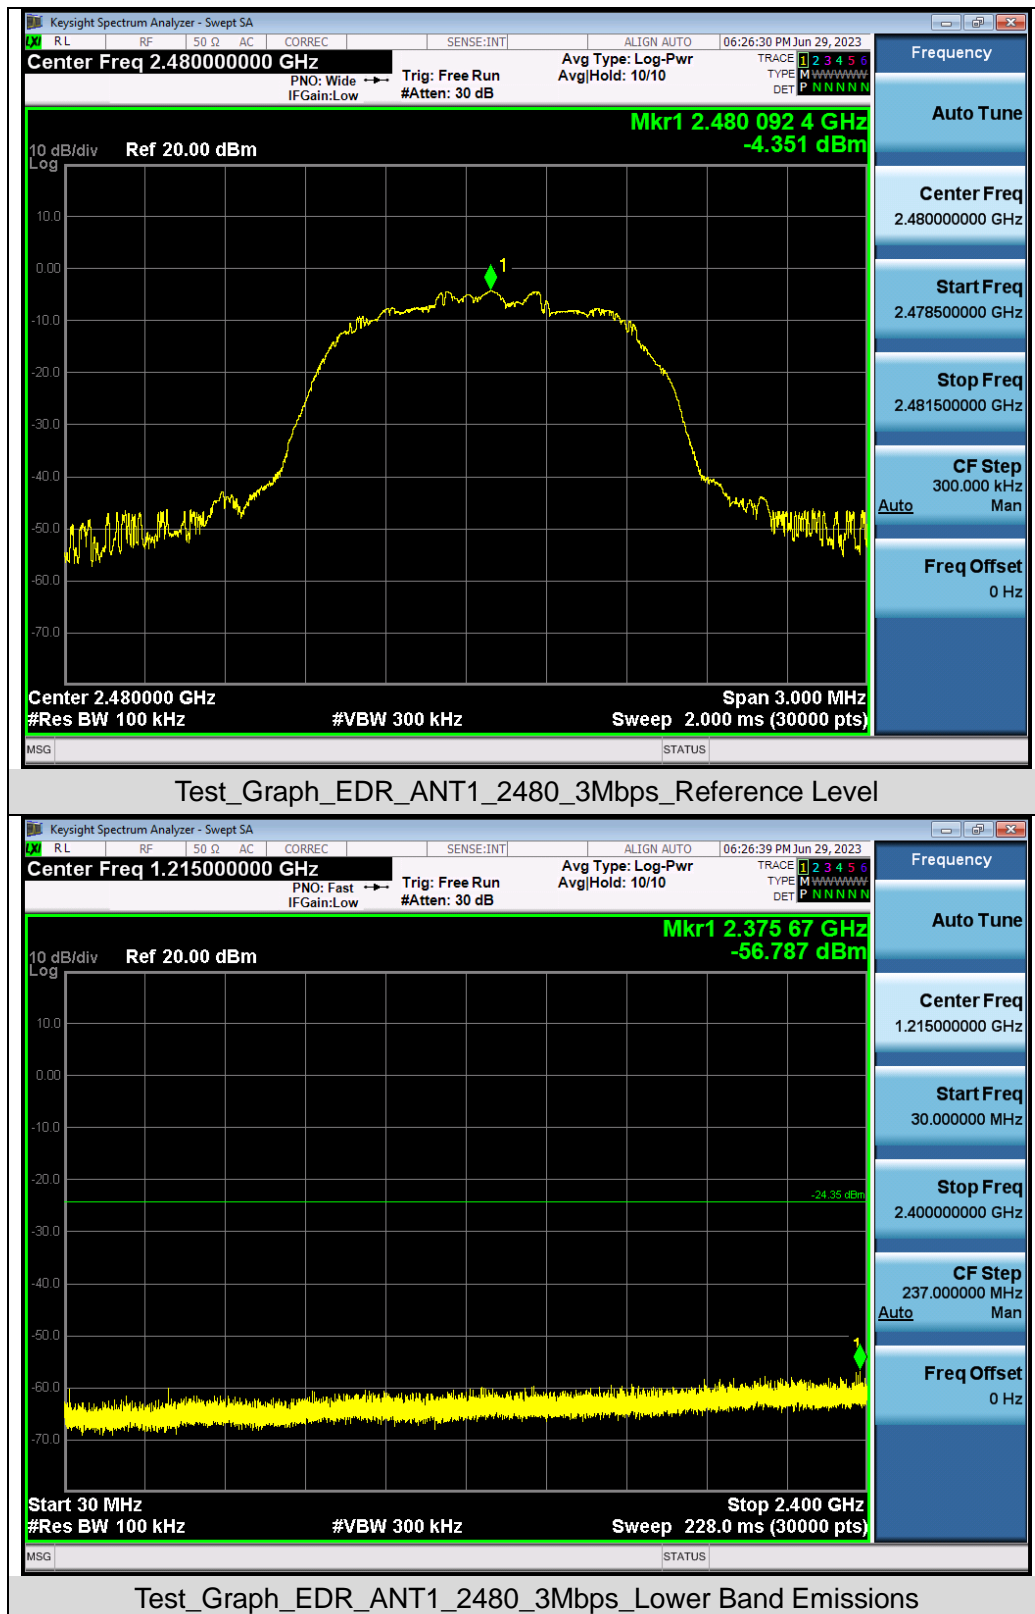 Keysight Spectrum Analyzer - Swept SA
LXI RL RF 50 Ω AC CORREC SENSE:INT ALIGN AUTO 06:26:30 PM Jun 29, 2023
Center Freq 2.480000000 GHz
PNO: Wide
IFGain:Low
Trig: Free Run
#Atten: 30 dB
Avg Type: Log-Pwr
Avg|Hold: 10/10
TRACE 1 2 3 4 5 6
TYPE M WWWWW
DET P N N N N N
Mkr1 2.480 092 4 GHz
-4.351 dBm
10 dB/div
Log
Ref 20.00 dBm
10.0
0.00
-10.0
-20.0
-30.0
-40.0
-50.0
-60.0
-70.0
1
Center 2.480000 GHz
Span 3.000 MHz
#Res BW 100 kHz
#VBW 300 kHz
Sweep 2.000 ms (30000 pts)
MSG
STATUS
Frequency
Auto Tune
Center Freq
2.480000000 GHz
Start Freq
2.478500000 GHz
Stop Freq
2.481500000 GHz
CF Step
300.000 kHz
Auto Man
Freq Offset
0 Hz
Test_Graph_EDR_ANT1_2480_3Mbps_Reference Level
Keysight Spectrum Analyzer - Swept SA
LXI RL RF 50 Ω AC CORREC SENSE:INT ALIGN AUTO 06:26:39 PM Jun 29, 2023
Center Freq 1.215000000 GHz
PNO: Fast
IFGain:Low
Trig: Free Run
#Atten: 30 dB
Avg Type: Log-Pwr
Avg|Hold: 10/10
TRACE 1 2 3 4 5 6
TYPE M WWWWW
DET P N N N N N
Mkr1 2.375 67 GHz
-56.787 dBm
10 dB/div
Log
Ref 20.00 dBm
10.0
0.00
-10.0
-20.0
-24.35 dBm
-30.0
-40.0
-50.0
-60.0
-70.0
1
Start 30 MHz
Stop 2.400 GHz
#Res BW 100 kHz
#VBW 300 kHz
Sweep 228.0 ms (30000 pts)
MSG
STATUS
Frequency
Auto Tune
Center Freq
1.215000000 GHz
Start Freq
30.000000 MHz
Stop Freq
2.400000000 GHz
CF Step
237.000000 MHz
Auto Man
Freq Offset
0 Hz
Test_Graph_EDR_ANT1_2480_3Mbps_Lower Band Emissions